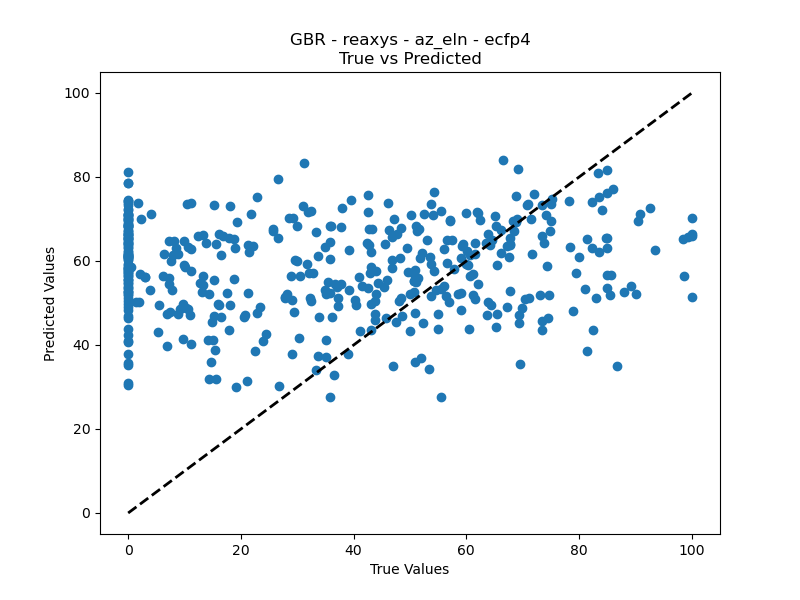 GBR - reaxys - az_eln - ecfp4
True vs Predicted
100
80
60
40
20
0
Predicted Values
0 20 40 60 80 100
True Values